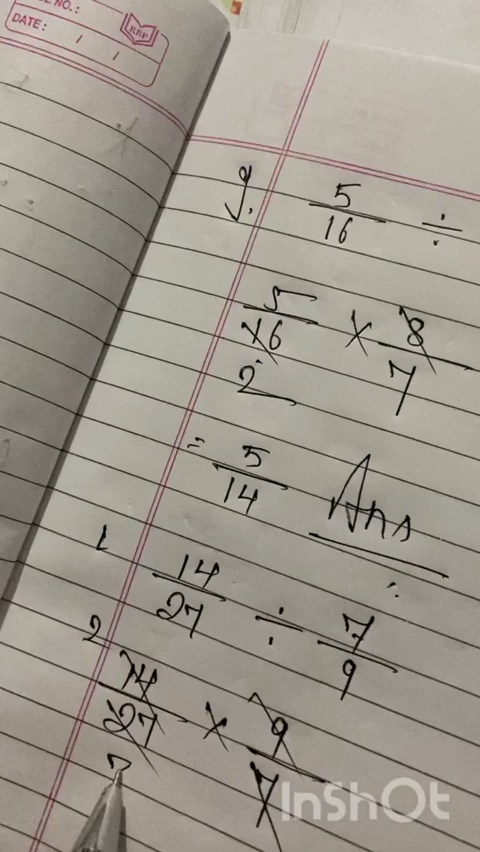 DATE: / /
g. 5/16 ÷
5/16 × 8/7
2
= 5/14 Ans
1. 14/27 ÷ 7/9
2
14/27 × 9/7
3
InShOt